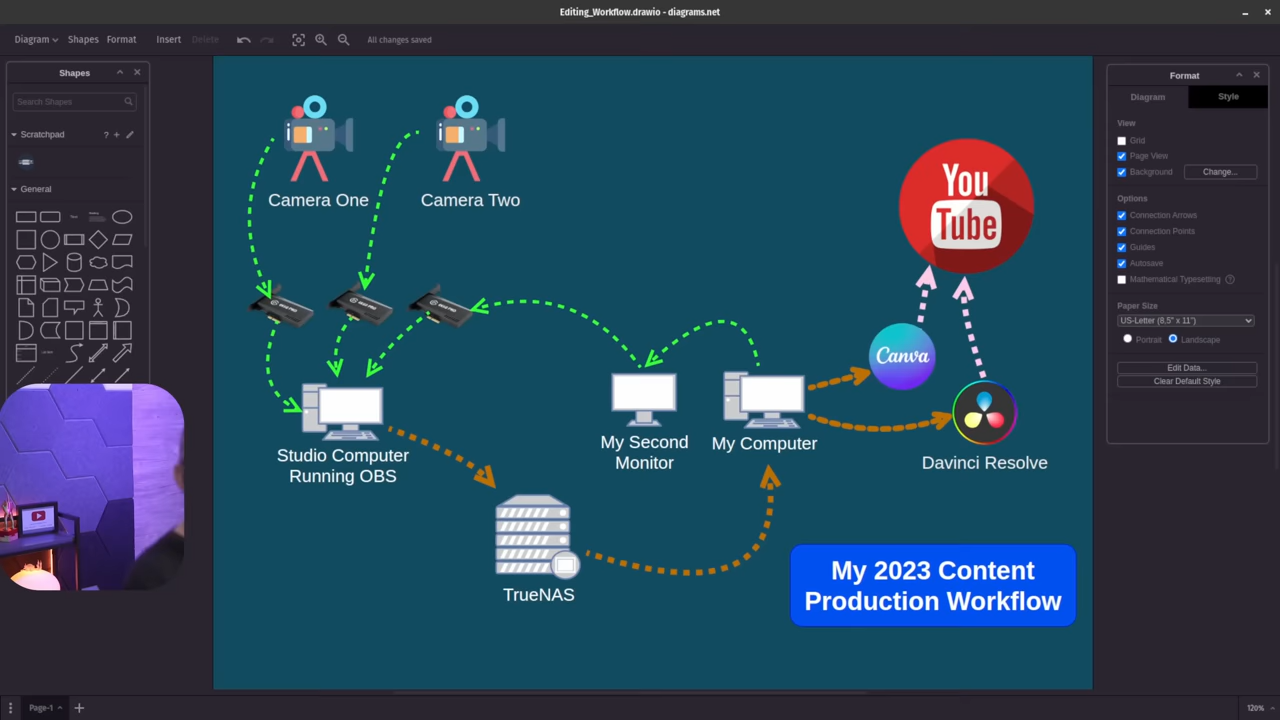 Editing_Workflow.drawio - diagrams.net
Diagram
Shapes
Format
Insert
Delete
All changes saved
Shapes
Search Shapes
Scratchpad
?
General
Camera One
Camera Two
Studio Computer
Running OBS
TrueNAS
My Second
Monitor
My Computer
You
Tube
Canva
Davinci Resolve
My 2023 Content
Production Workflow
Format
Diagram
Style
View
Grid
Page View
Background
Change...
Options
Connection Arrows
Connection Points
Guides
Autosave
Mathematical Typesetting
?
Paper Size
US-Letter (8,5" x 11")
Portrait
Landscape
Edit Data...
Clear Default Style
Page-1
120%